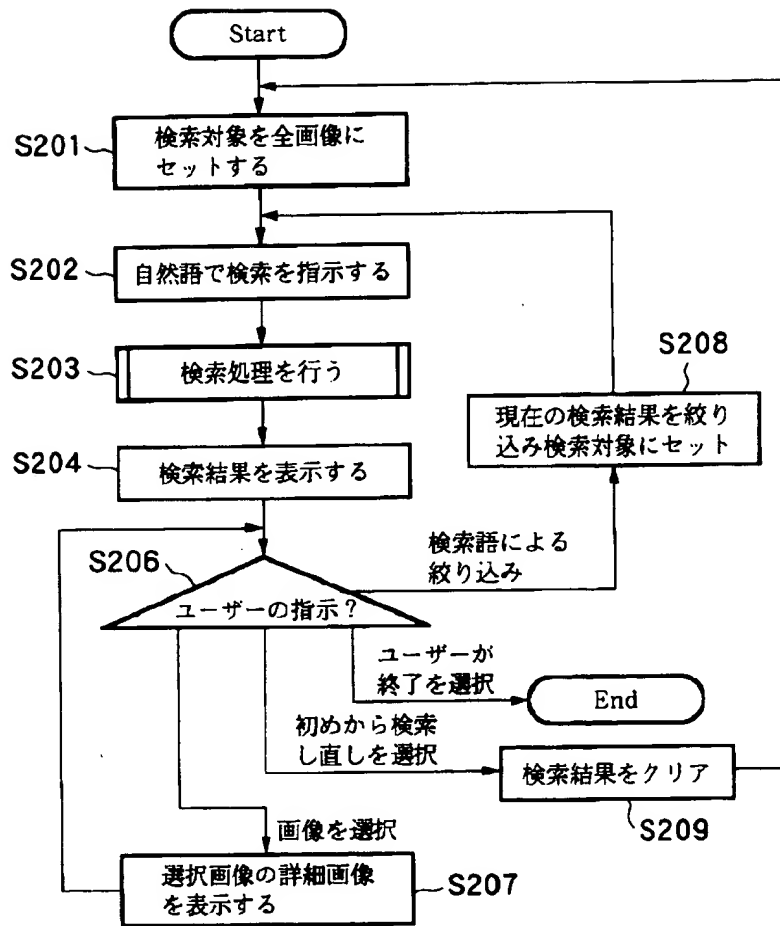 Start
S201
検索対象を全画像に
セットする
S202
自然語で検索を指示する
S203
検索処理を行う
S208
現在の検索結果を絞り
込み検索対象にセット
S204
検索結果を表示する
検索語による
絞り込み
S206
ユーザーの指示?
ユーザーが
終了を選択
End
初めから検索
し直しを選択
検索結果をクリア
S209
画像を選択
選択画像の詳細画像
を表示する
S207